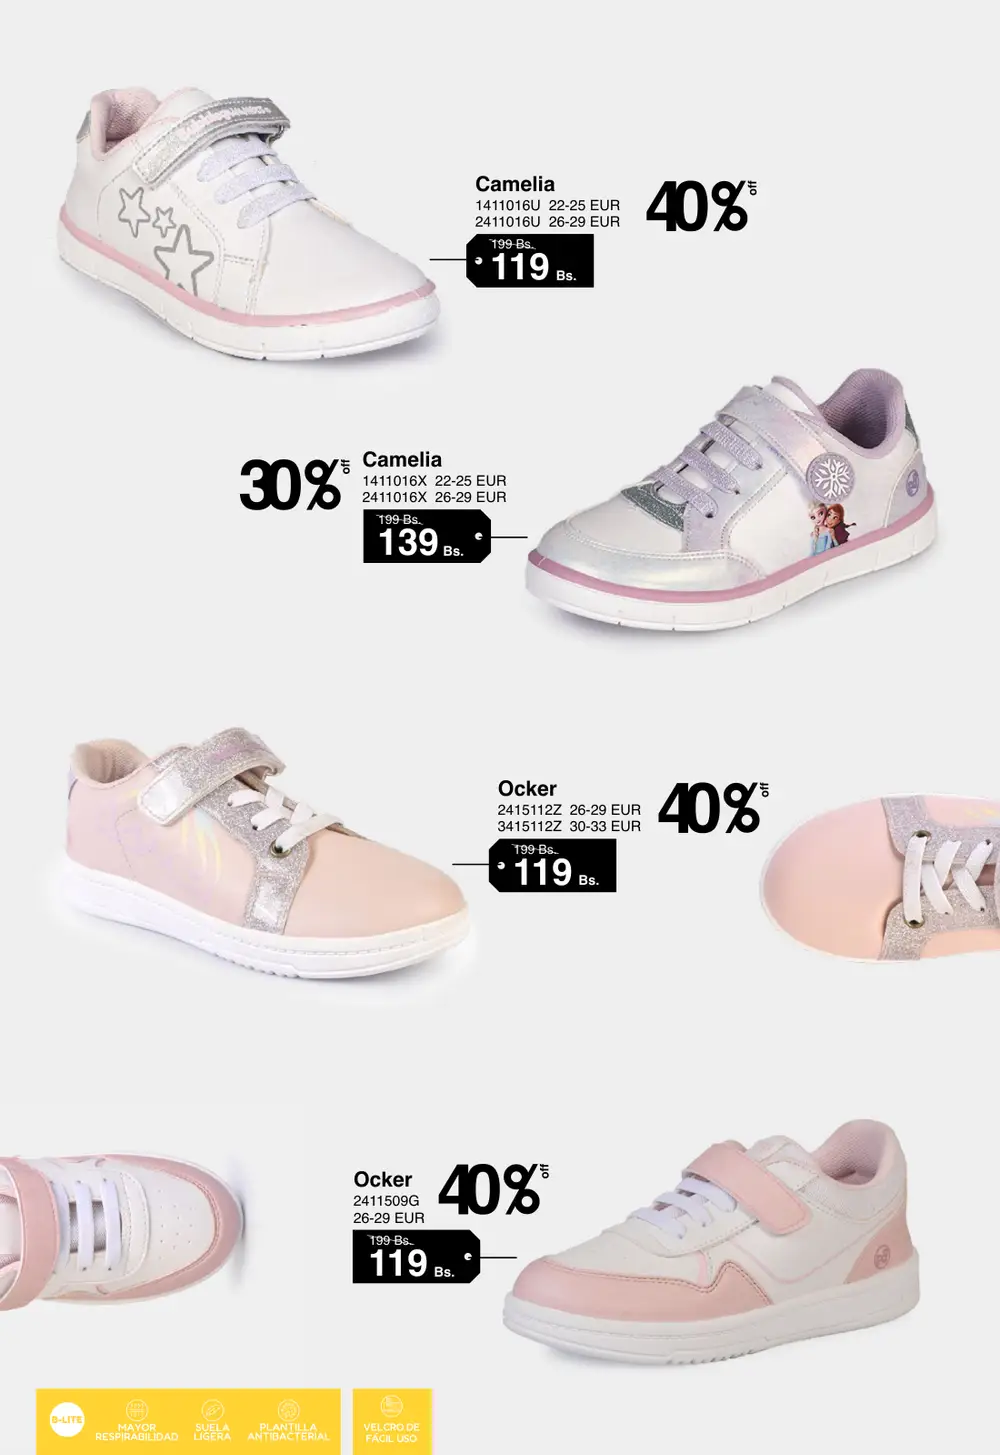 Camelia
1411016U 22-25 EUR
2411016U 26-29 EUR
199 Bs.
119 Bs.
40% off
30% off
Camelia
1411016X 22-25 EUR
2411016X 26-29 EUR
199 Bs.
139 Bs.
Ocker
2415112Z 26-29 EUR
3415112Z 30-33 EUR
199 Bs.
119 Bs.
40% off
Ocker
2411509G
26-29 EUR
199 Bs.
119 Bs.
40% off
B-LITE
MAYOR
RESPIRABILIDAD
SUELA
LIGERA
PLANTILLA
ANTIBACTERIAL
VELCRO DE
FÁCIL USO